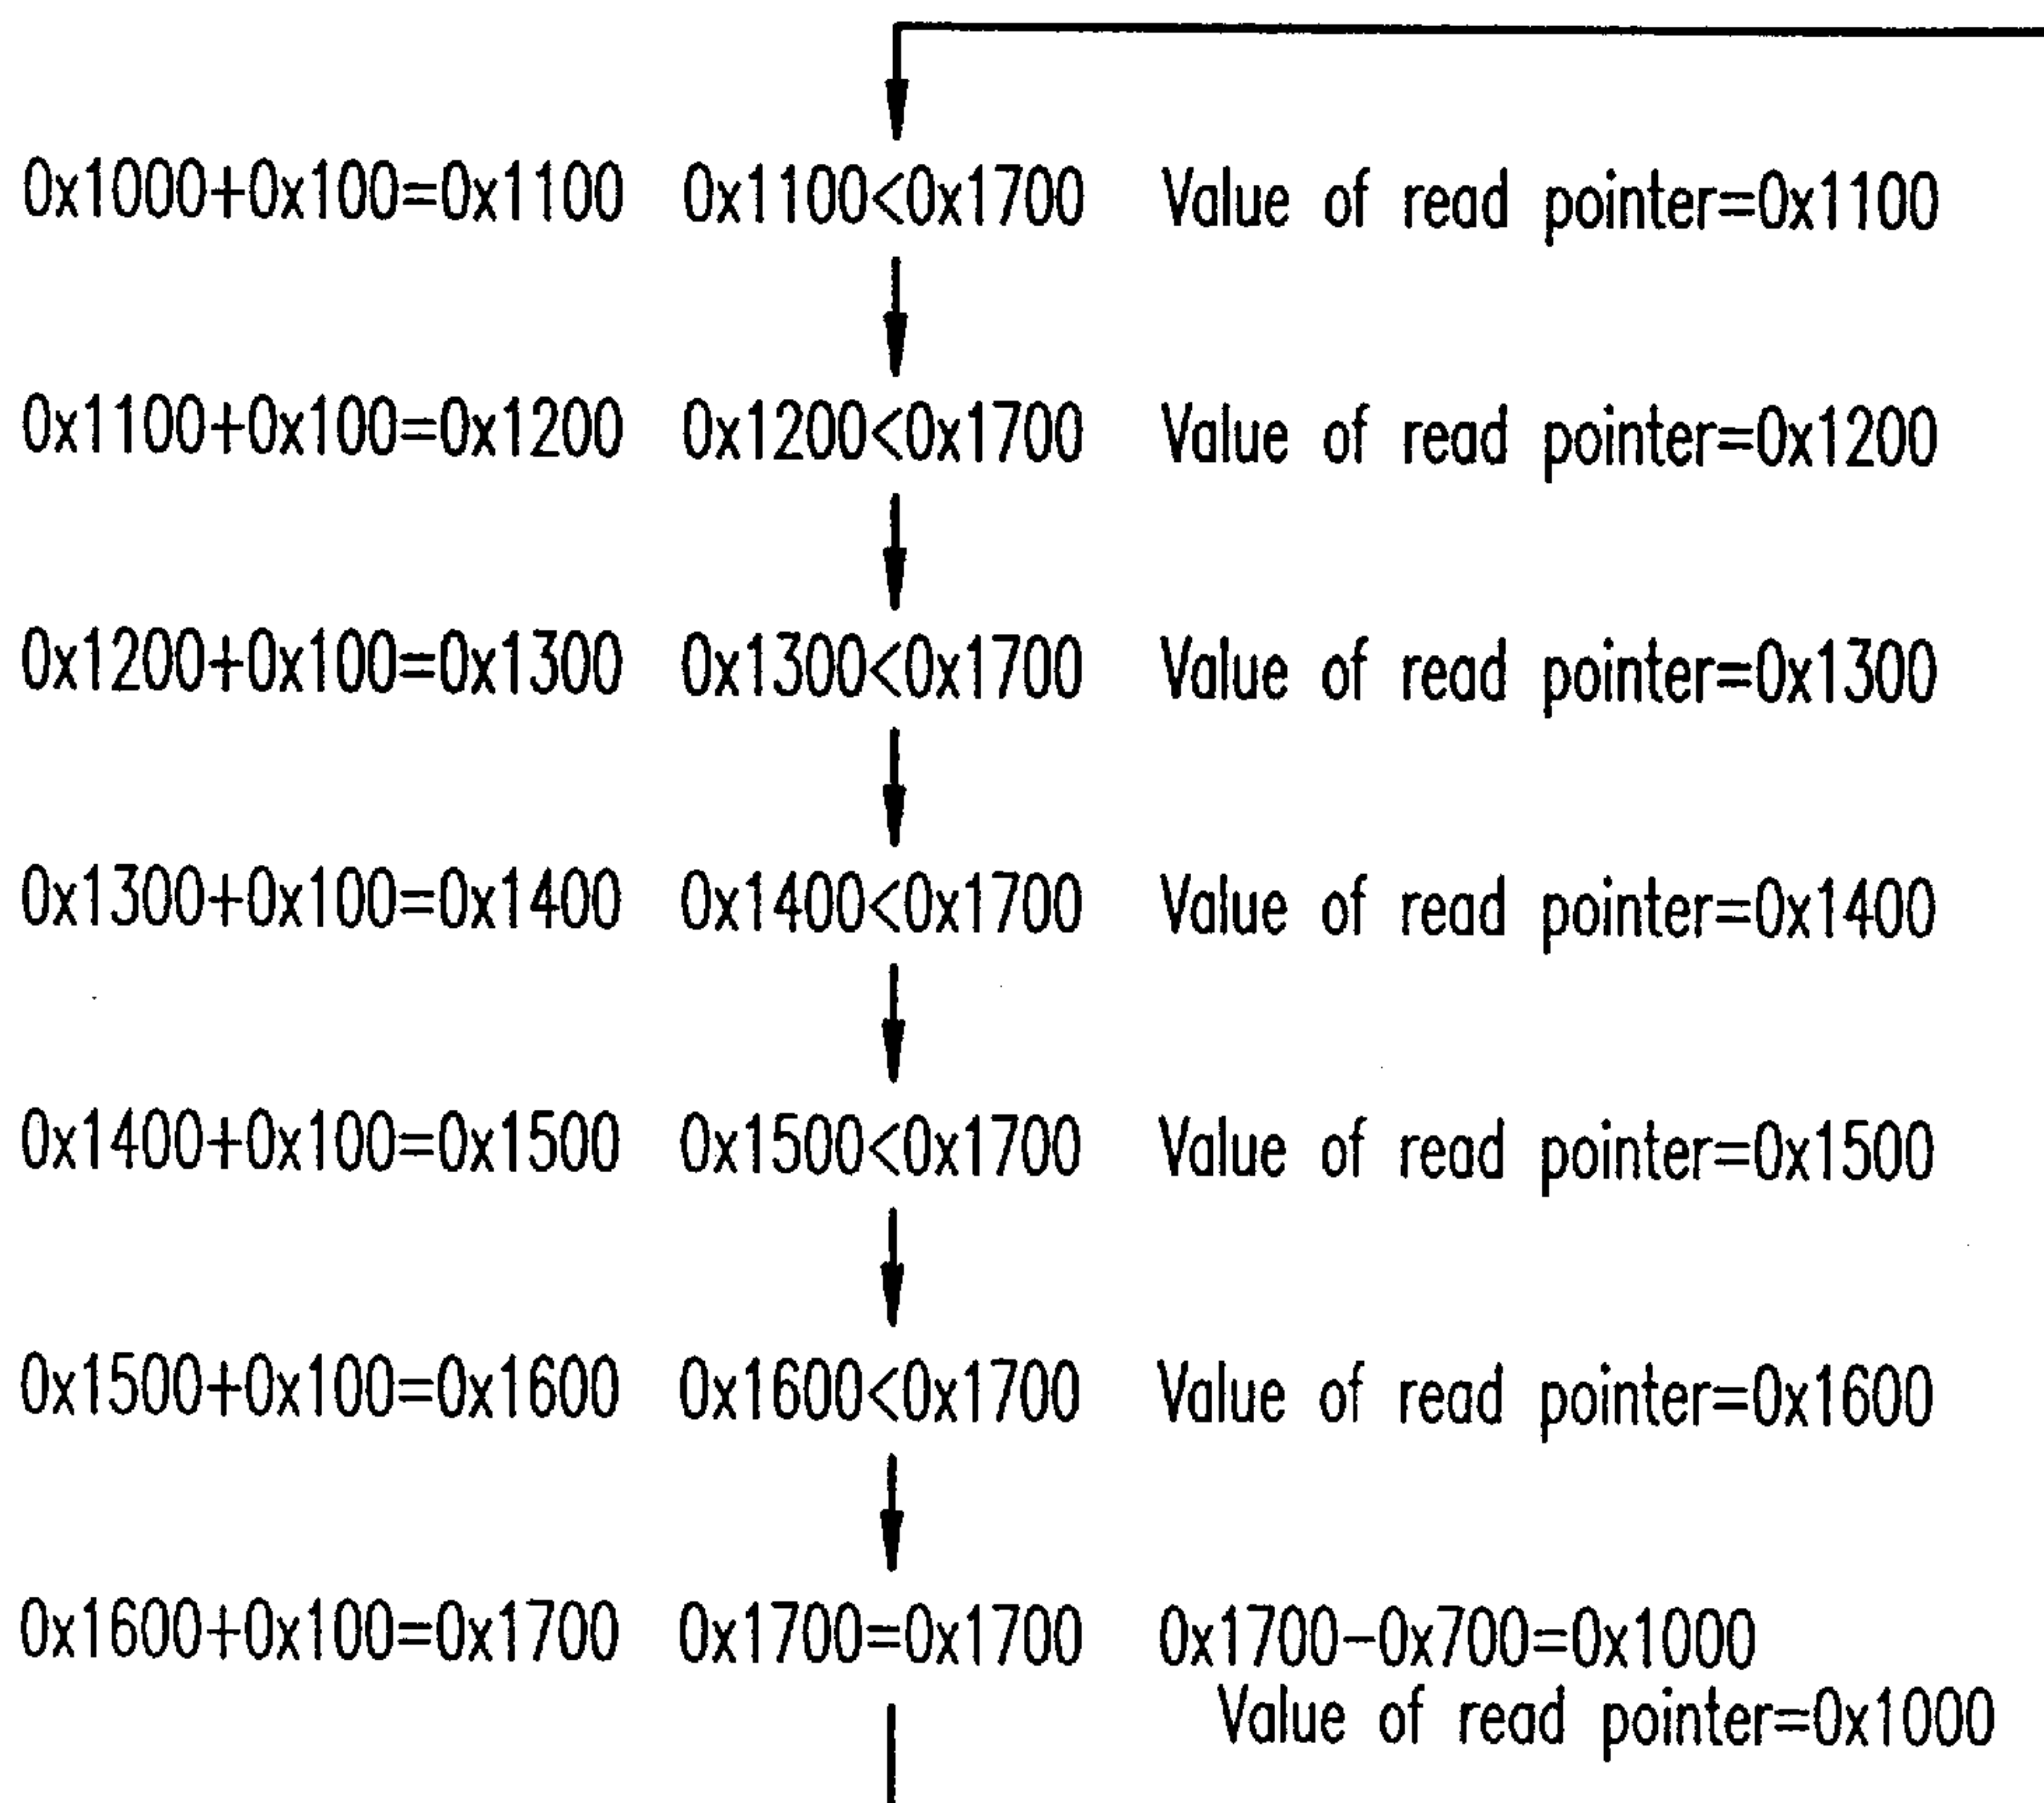 0x1000+0x100=0x1100 0x1100<0x1700 Value of read pointer=0x1100
0x1100+0x100=0x1200 0x1200<0x1700 Value of read pointer=0x1200
0x1200+0x100=0x1300 0x1300<0x1700 Value of read pointer=0x1300
0x1300+0x100=0x1400 0x1400<0x1700 Value of read pointer=0x1400
0x1400+0x100=0x1500 0x1500<0x1700 Value of read pointer=0x1500
0x1500+0x100=0x1600 0x1600<0x1700 Value of read pointer=0x1600
0x1600+0x100=0x1700 0x1700=0x1700 0x1700-0x700=0x1000
Value of read pointer=0x1000